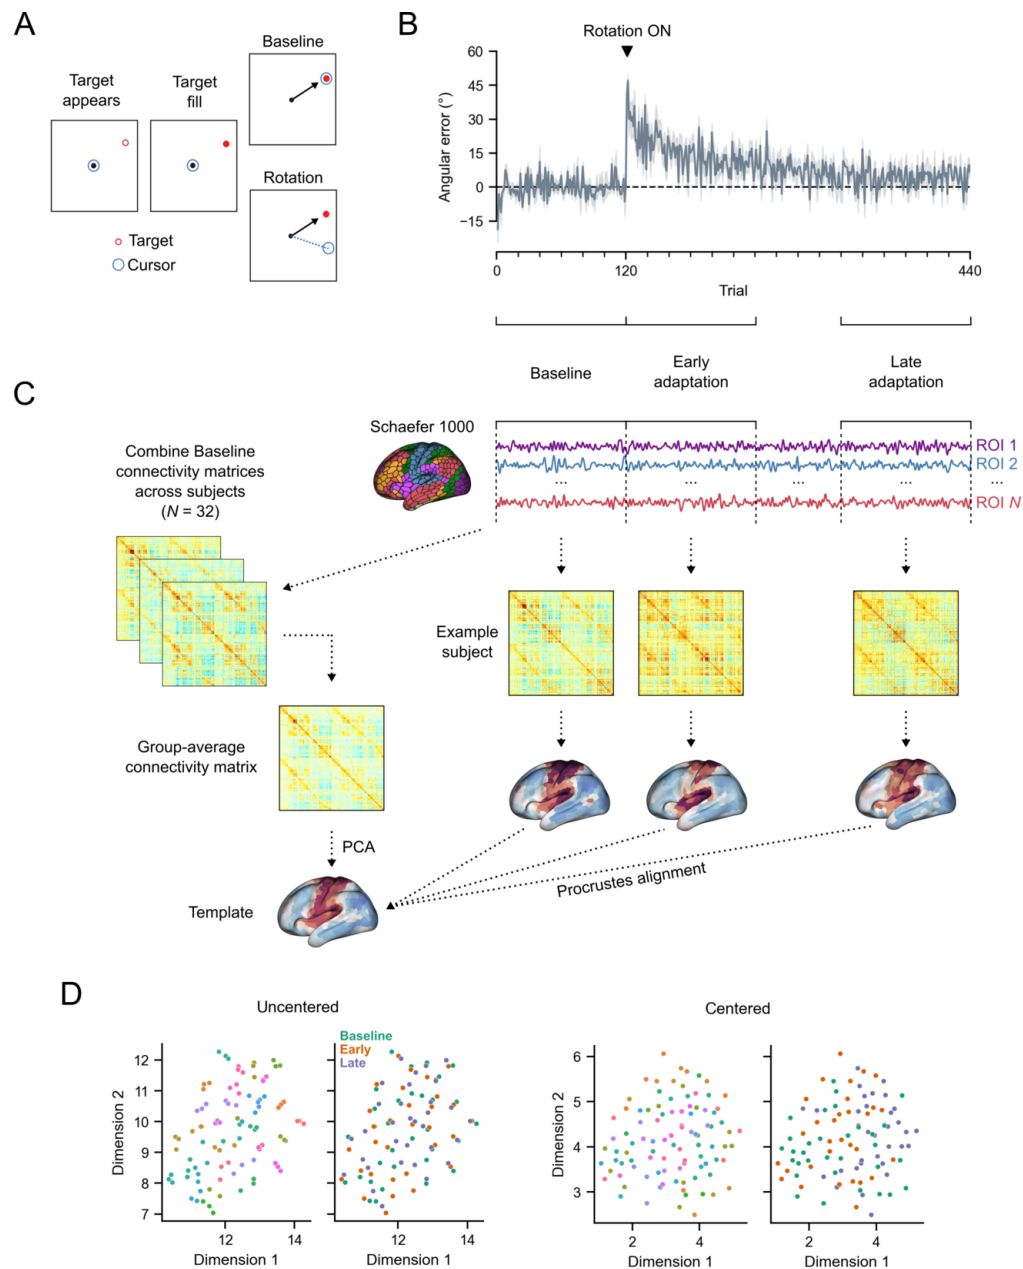 A
Target
appears
Target
fill
Baseline
Rotation
Target
Cursor
B
Rotation ON
Angular error (°)
60
45
30
15
0
−15
0
120
440
Trial
Baseline
Early
adaptation
Late
adaptation
C
Combine Baseline
connectivity matrices
across subjects
(N = 32)
Schaefer 1000
ROI 1
ROI 2
... ... ... ... ...
ROI N
Example
subject
Group-average
connectivity matrix
PCA
Template
Procrustes alignment
D
Uncentered
Dimension 2
12
11
10
9
8
7
12 14
Dimension 1
Baseline
Early
Late
12 14
Dimension 1
Centered
Dimension 2
6
5
4
3
2 4
Dimension 1
2 4
Dimension 1